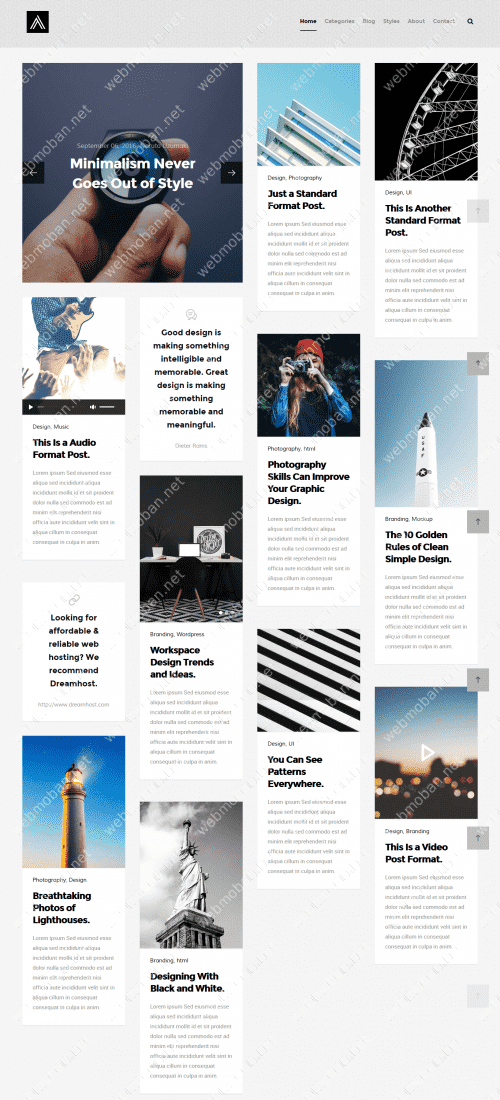 Home Categories Blog Styles About Contact
September 06, 2016
Minimalism Never
Goes Out of Style
Design, Photography
Just a Standard
Format Post.
Lorem ipsum Sed eiusmod esse
aliqua sed incididunt aliqua
incididunt mollit id et sit proident
dolor nulla sed commodo est ad
minim elit reprehenderit nisi
officia aute incididunt velit sint in
aliqua cillum in consequat
consequat in culpa in anim.
Design, UI
This Is Another
Standard Format
Post.
Lorem ipsum Sed eiusmod esse
aliqua sed incididunt aliqua
incididunt mollit id et sit proident
dolor nulla sed commodo est ad
minim elit reprehenderit nisi
officia aute incididunt velit sint in
aliqua cillum in consequat
consequat in culpa in anim.
Design, Music
This Is a Audio
Format Post.
Lorem ipsum Sed eiusmod esse
aliqua sed incididunt aliqua
incididunt mollit id et sit proident
dolor nulla sed commodo est ad
minim elit reprehenderit nisi
officia aute incididunt velit sint in
aliqua cillum in consequat
consequat in culpa in anim.
Good design is
making something
intelligible and
memorable. Great
design is making
something
memorable and
meaningful.
Dieter Rams
Photography, html
Photography
Skills Can Improve
Your Graphic
Design.
Lorem ipsum Sed eiusmod esse
aliqua sed incididunt aliqua
incididunt mollit id et sit proident
dolor nulla sed commodo est ad
minim elit reprehenderit nisi
officia aute incididunt velit sint in
aliqua cillum in consequat
consequat in culpa in anim.
USAF
Branding, Mockup
The 10 Golden
Rules of Clean
Simple Design.
Lorem ipsum Sed eiusmod esse
aliqua sed incididunt aliqua
incididunt mollit id et sit proident
dolor nulla sed commodo est ad
minim elit reprehenderit nisi
officia aute incididunt velit sint in
aliqua cillum in consequat
consequat in culpa in anim.
Looking for
affordable &
reliable web
hosting? We
recommend
Dreamhost.
http://www.dreamhost.com
Branding, Wordpress
Workspace
Design Trends
and Ideas.
Lorem ipsum Sed eiusmod esse
aliqua sed incididunt aliqua
incididunt mollit id et sit proident
dolor nulla sed commodo est ad
minim elit reprehenderit nisi
officia aute incididunt velit sint in
aliqua cillum in consequat
consequat in culpa in anim.
Design, UI
You Can See
Patterns
Everywhere.
Lorem ipsum Sed eiusmod esse
aliqua sed incididunt aliqua
incididunt mollit id et sit proident
dolor nulla sed commodo est ad
minim elit reprehenderit nisi
officia aute incididunt velit sint in
aliqua cillum in consequat
consequat in culpa in anim.
Design, Branding
This Is a Video
Post Format.
Lorem ipsum Sed eiusmod esse
aliqua sed incididunt aliqua
incididunt mollit id et sit proident
dolor nulla sed commodo est ad
minim elit reprehenderit nisi
officia aute incididunt velit sint in
aliqua cillum in consequat
consequat in culpa in anim.
Photography, Design
Breathtaking
Photos of
Lighthouses.
Lorem ipsum Sed eiusmod esse
aliqua sed incididunt aliqua
incididunt mollit id et sit proident
dolor nulla sed commodo est ad
minim elit reprehenderit nisi
officia aute incididunt velit sint in
aliqua cillum in consequat
consequat in culpa in anim.
Branding, html
Designing With
Black and White.
Lorem ipsum Sed eiusmod esse
aliqua sed incididunt aliqua
incididunt mollit id et sit proident
dolor nulla sed commodo est ad
minim elit reprehenderit nisi
officia aute incididunt velit sint in
aliqua cillum in consequat
consequat in culpa in anim.
webmoban.net